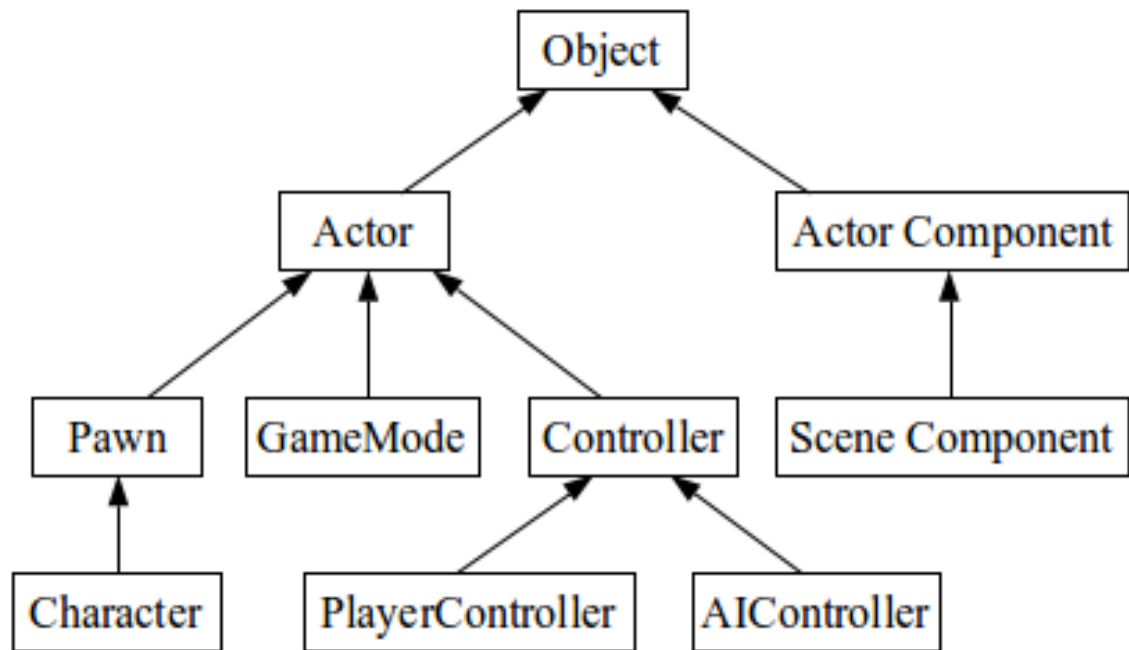 Object
Actor
Actor Component
Pawn
GameMode
Controller
Scene Component
Character
PlayerController
AIController